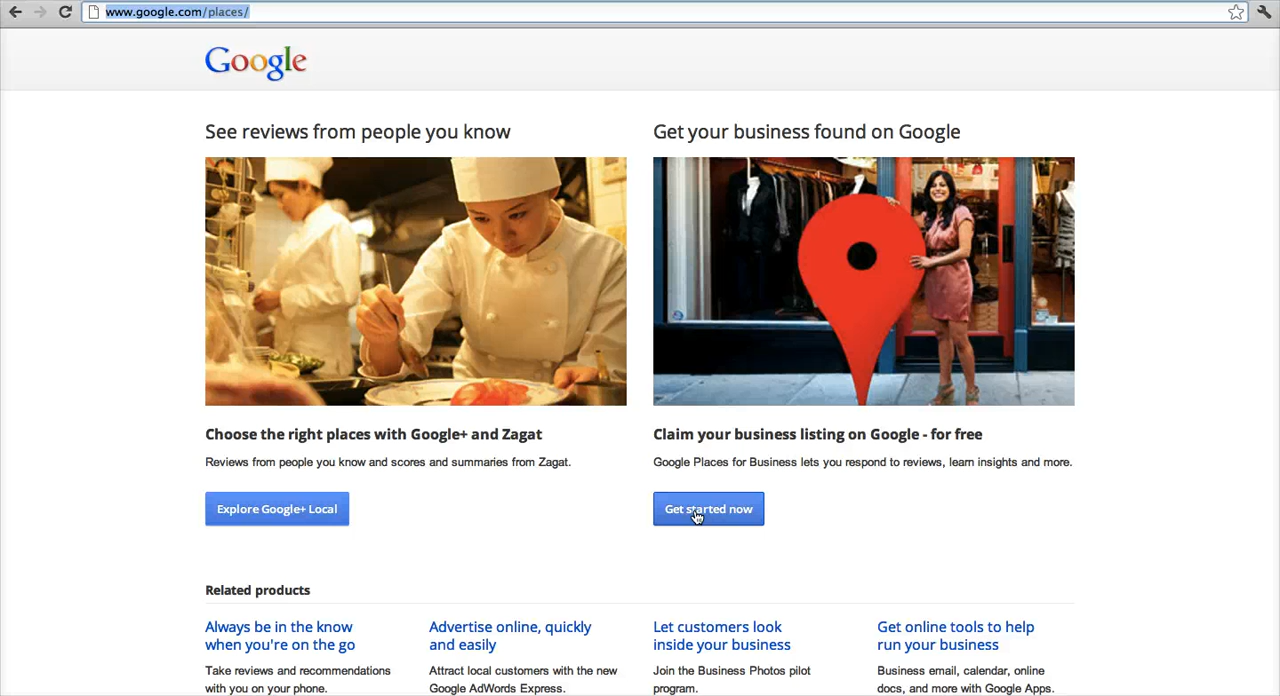 www.google.com/places/
Google
See reviews from people you know
Get your business found on Google
Choose the right places with Google+ and Zagat
Reviews from people you know and scores and summaries from Zagat.
Explore Google+ Local
Claim your business listing on Google - for free
Google Places for Business lets you respond to reviews, learn insights and more.
Get started now
Related products
Always be in the know
when you're on the go
Take reviews and recommendations
with you on your phone.
Advertise online, quickly
and easily
Attract local customers with the new
Google AdWords Express.
Let customers look
inside your business
Join the Business Photos pilot
program.
Get online tools to help
run your business
Business email, calendar, online
docs, and more with Google Apps.